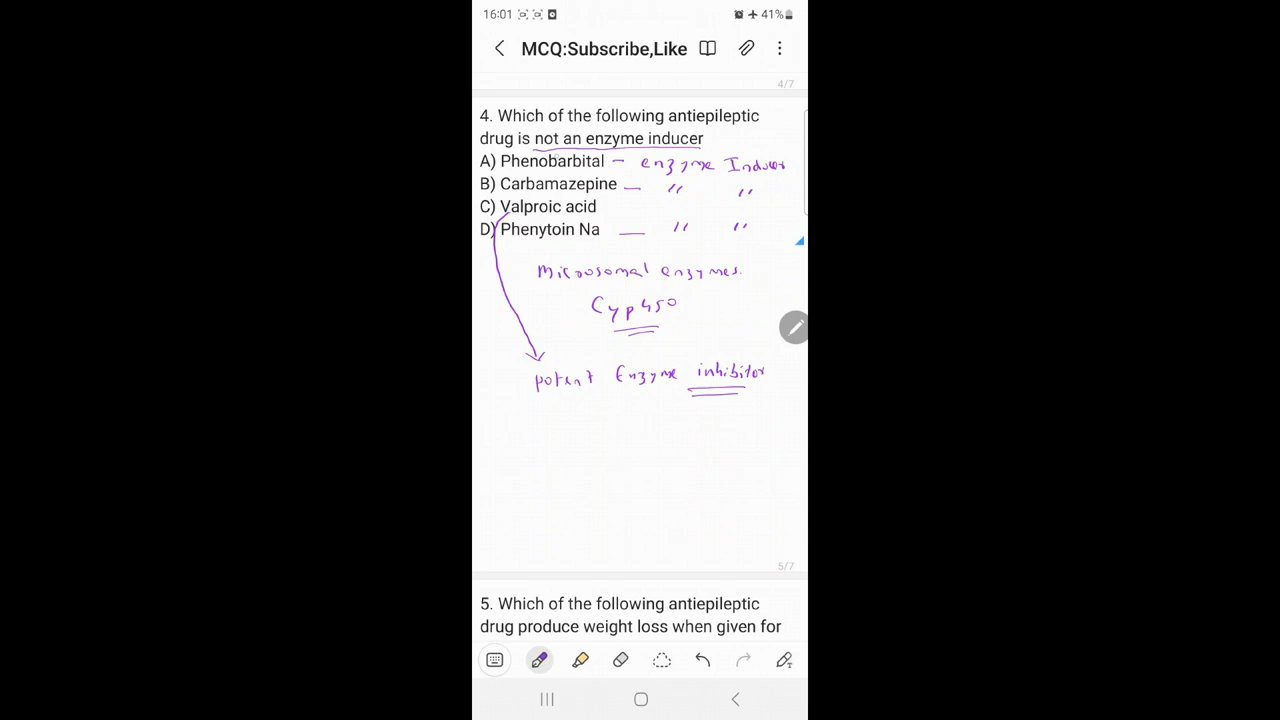 16:01 41%
MCQ:Subscribe,Like
4/7
4. Which of the following antiepileptic
drug is not an enzyme inducer
A) Phenobarbital — enzyme Inducer
B) Carbamazepine — " "
C) Valproic acid
D) Phenytoin Na — " "
Microsomal enzymes.
Cyp450
potent Enzyme inhibitor
5/7
5. Which of the following antiepileptic
drug produce weight loss when given for